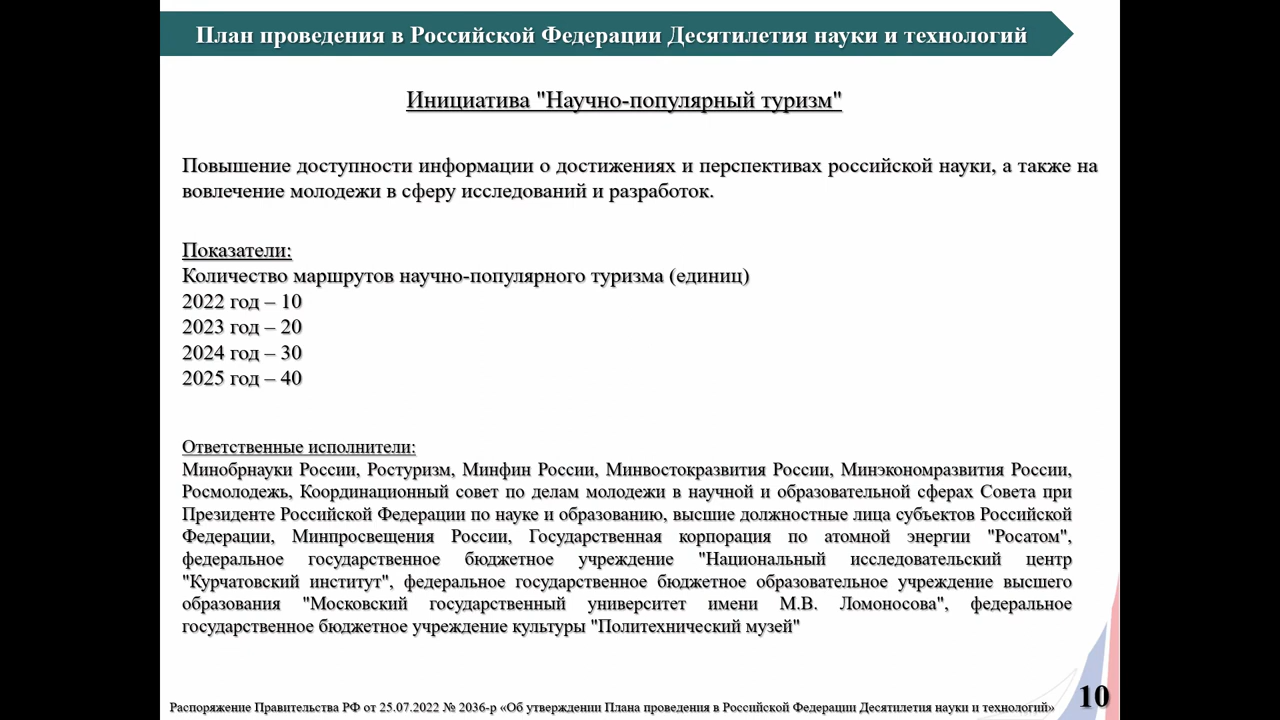 План проведения в Российской Федерации Десятилетия науки и технологий
Инициатива "Научно-популярный туризм"
Повышение доступности информации о достижениях и перспективах российской науки, а также на
вовлечение молодежи в сферу исследований и разработок.
Показатели:
Количество маршрутов научно-популярного туризма (единиц)
2022 год – 10
2023 год – 20
2024 год – 30
2025 год – 40
Ответственные исполнители:
Минобрнауки России, Ростуризм, Минфин России, Минвостокразвития России, Минэкономразвития России,
Росмолодежь, Координационный совет по делам молодежи в научной и образовательной сферах Совета при
Президенте Российской Федерации по науке и образованию, высшие должностные лица субъектов Российской
Федерации, Минпросвещения России, Государственная корпорация по атомной энергии "Росатом",
федеральное государственное бюджетное учреждение "Национальный исследовательский центр
"Курчатовский институт", федеральное государственное бюджетное образовательное учреждение высшего
образования "Московский государственный университет имени М.В. Ломоносова", федеральное
государственное бюджетное учреждение культуры "Политехнический музей"
Распоряжение Правительства РФ от 25.07.2022 № 2036-р «Об утверждении Плана проведения в Российской Федерации Десятилетия науки и технологий»
10